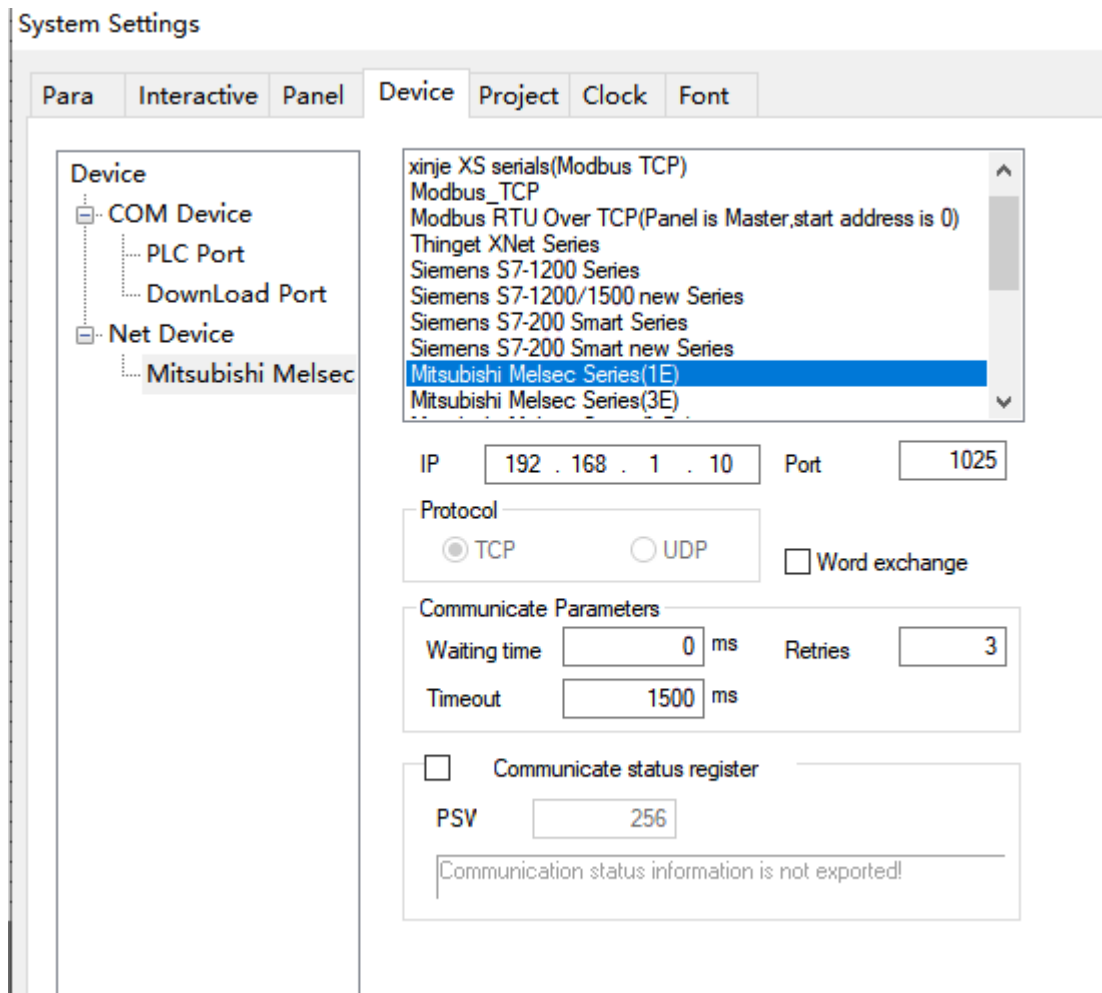 System Settings
Para Interactive Panel Device Project Clock Font
Device
COM Device
PLC Port
DownLoad Port
Net Device
Mitsubishi Melsec
xinje XS serials(Modbus TCP)
Modbus_TCP
Modbus RTU Over TCP(Panel is Master,start address is 0)
Thinget XNet Series
Siemens S7-1200 Series
Siemens S7-1200/1500 new Series
Siemens S7-200 Smart Series
Siemens S7-200 Smart new Series
Mitsubishi Melsec Series(1E)
Mitsubishi Melsec Series(3E)
IP 192 . 168 . 1 . 10 Port 1025
Protocol
TCP UDP
Word exchange
Communicate Parameters
Waiting time 0 ms Retries 3
Timeout 1500 ms
Communicate status register
PSW 256
Communication status information is not exported!